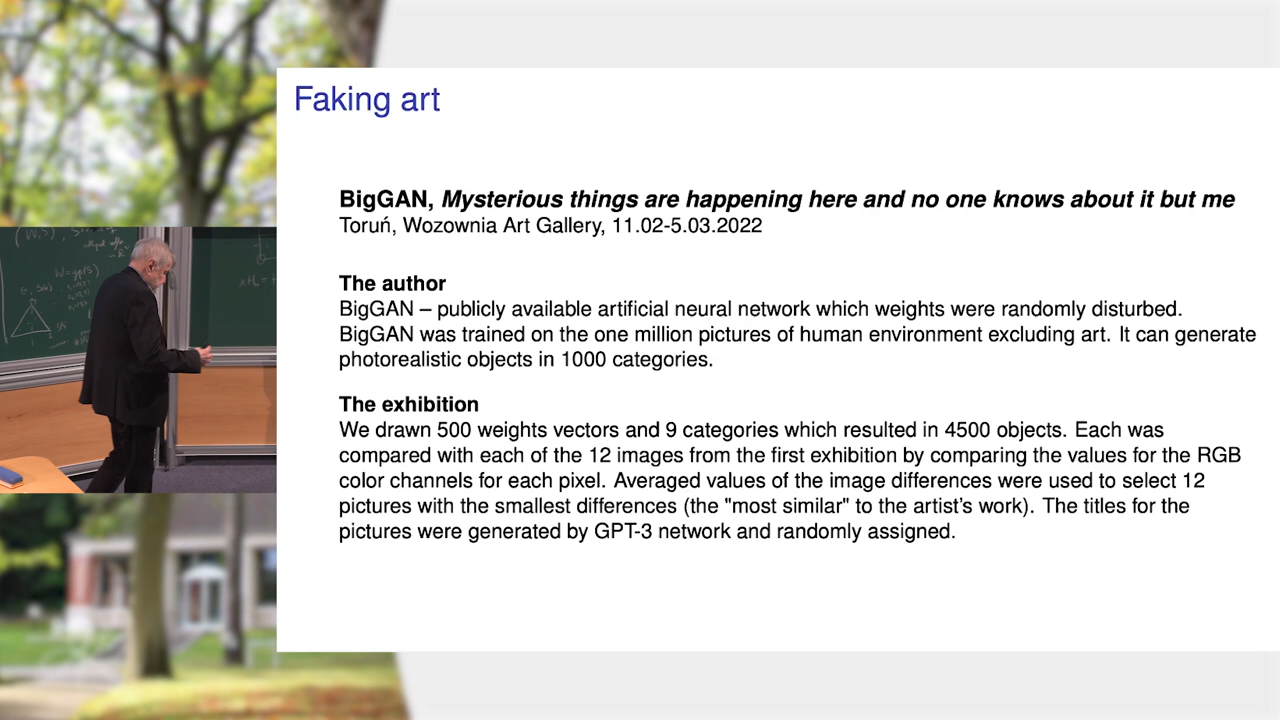 Faking art
BigGAN, Mysterious things are happening here and no one knows about it but me
Toruń, Wozownia Art Gallery, 11.02-5.03.2022
The author
BigGAN – publicly available artificial neural network which weights were randomly disturbed.
BigGAN was trained on the one million pictures of human environment excluding art. It can generate
photorealistic objects in 1000 categories.
The exhibition
We drawn 500 weights vectors and 9 categories which resulted in 4500 objects. Each was
compared with each of the 12 images from the first exhibition by comparing the values for the RGB
color channels for each pixel. Averaged values of the image differences were used to select 12
pictures with the smallest differences (the "most similar" to the artist's work). The titles for the
pictures were generated by GPT-3 network and randomly assigned.